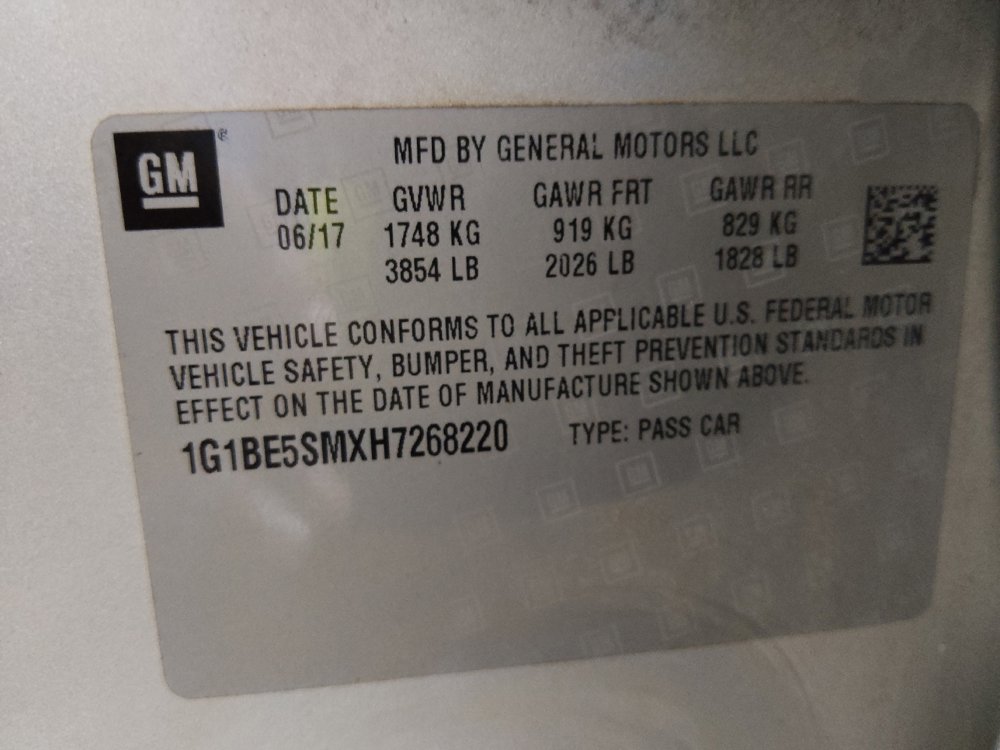 GM®
MFD BY GENERAL MOTORS LLC
DATE GVWR GAWR FRT GAWR RR
06/17 1748 KG 919 KG 829 KG
3854 LB 2026 LB 1828 LB
THIS VEHICLE CONFORMS TO ALL APPLICABLE U.S. FEDERAL MOTOR
VEHICLE SAFETY, BUMPER, AND THEFT PREVENTION STANDARDS IN
EFFECT ON THE DATE OF MANUFACTURE SHOWN ABOVE.
1G1BE5SMXH7268220 TYPE: PASS CAR